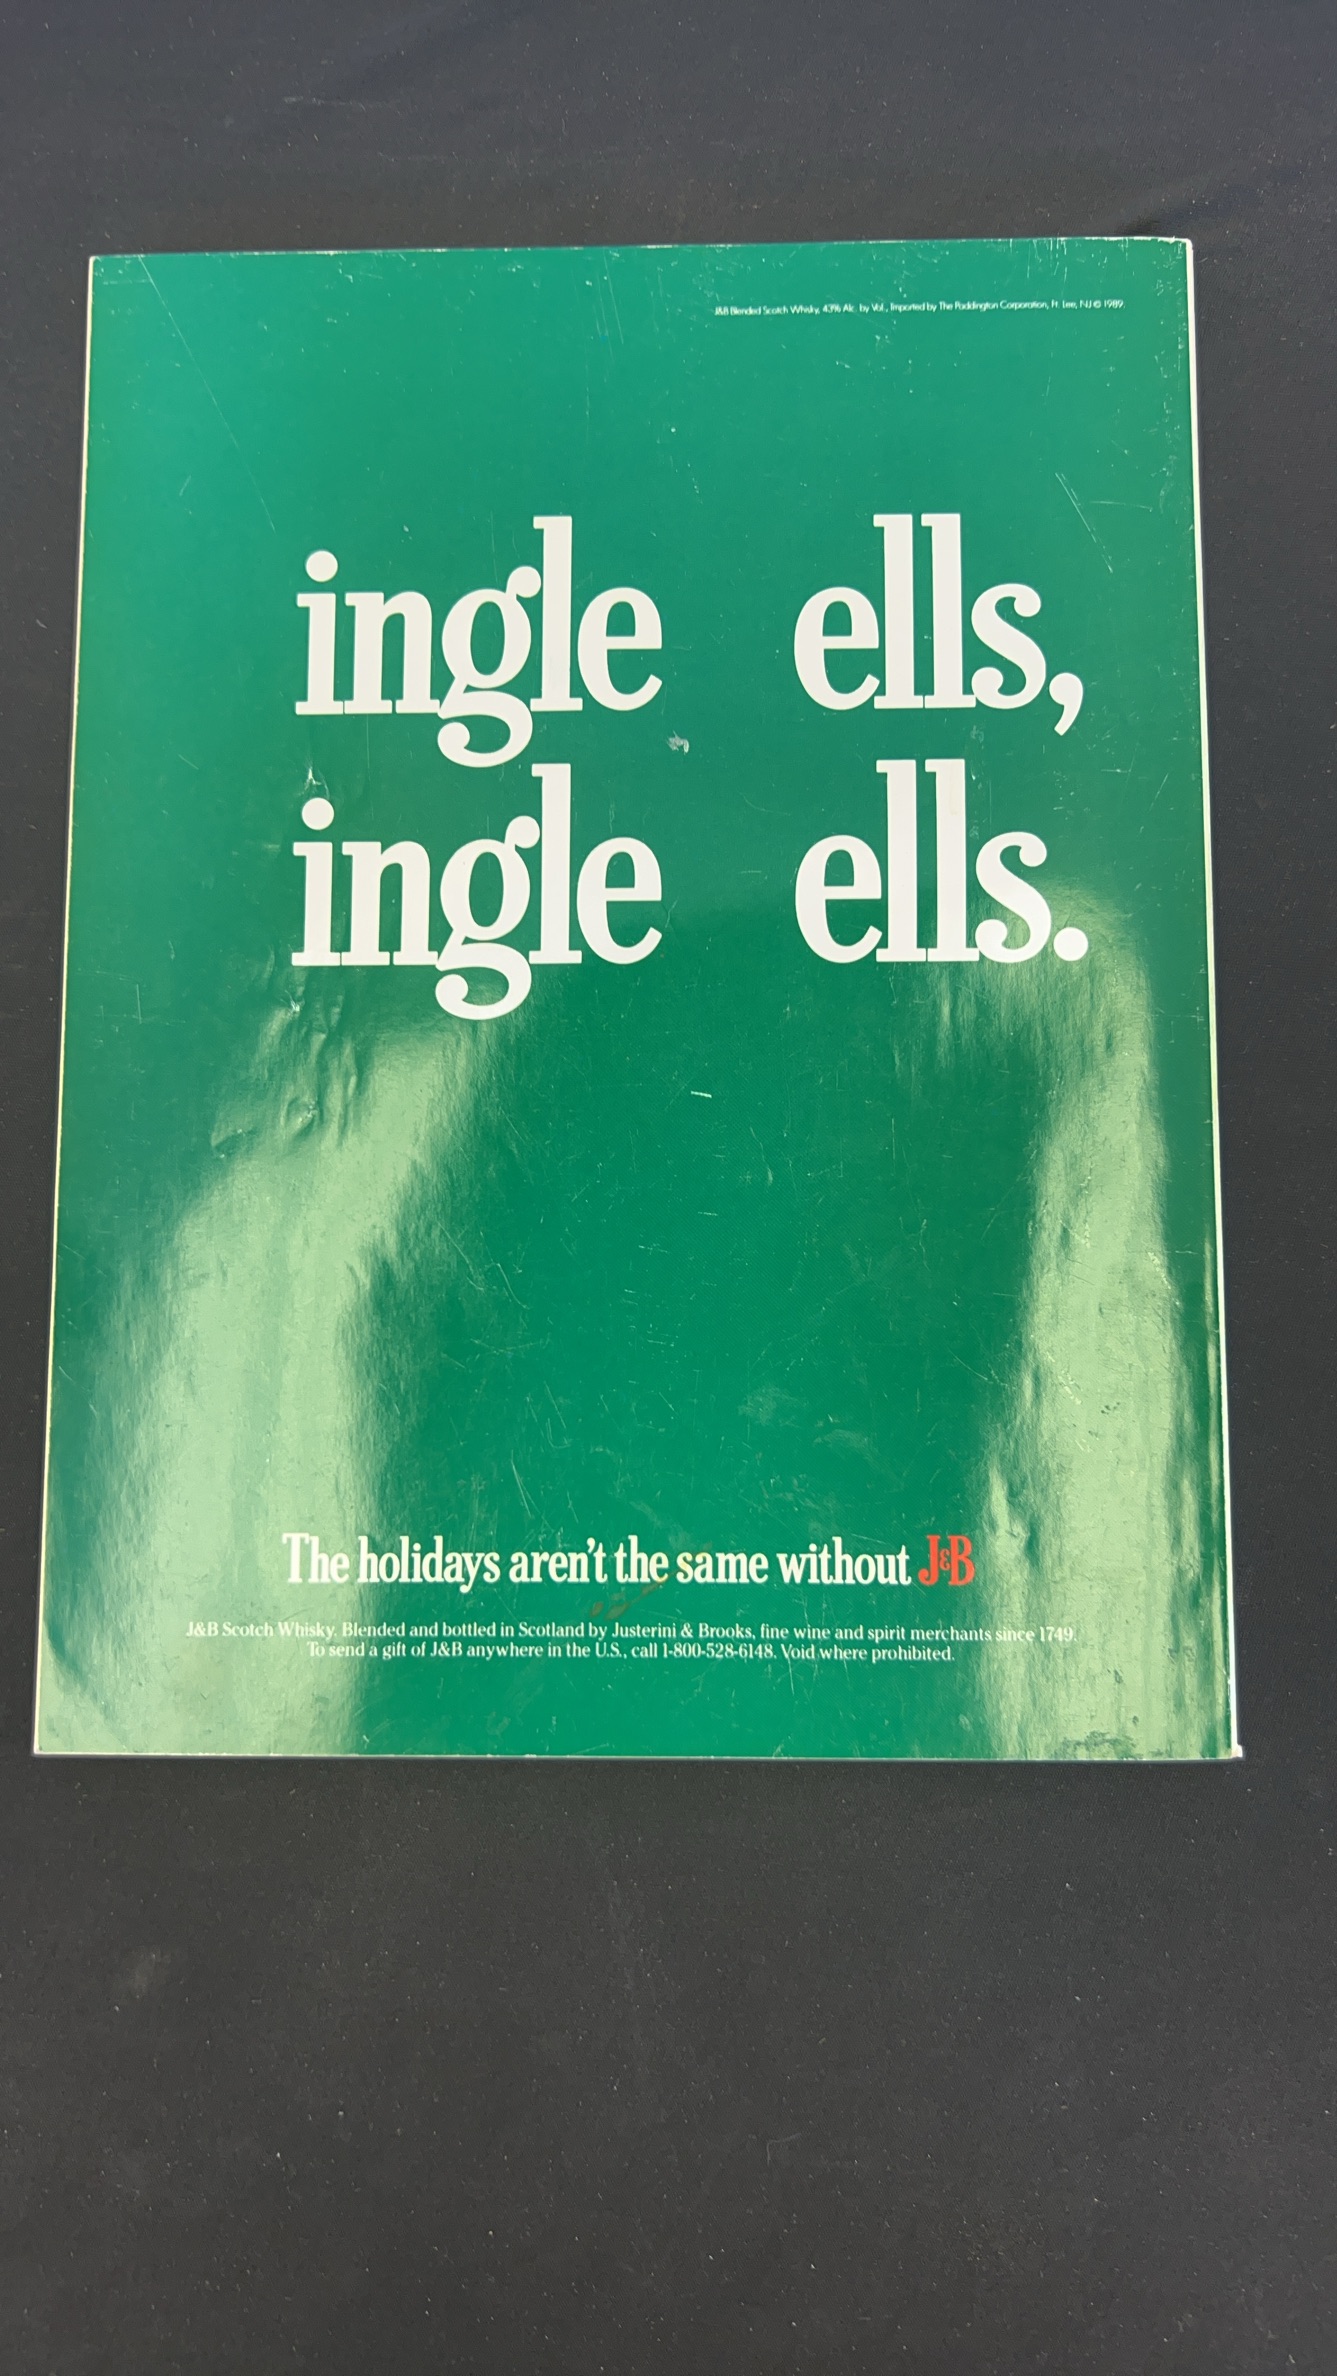 J&B Blended Scotch Whisky, 43% Alc. by Vol., Imported by The Paddington Corporation, Ft. Lee, NJ © 1989.
ingle ells,
ingle ells.
The holidays aren't the same without J&B
J&B Scotch Whisky. Blended and bottled in Scotland by Justerini & Brooks, fine wine and spirit merchants since 1749.
To send a gift of J&B anywhere in the U.S., call 1-800-528-6148. Void where prohibited.